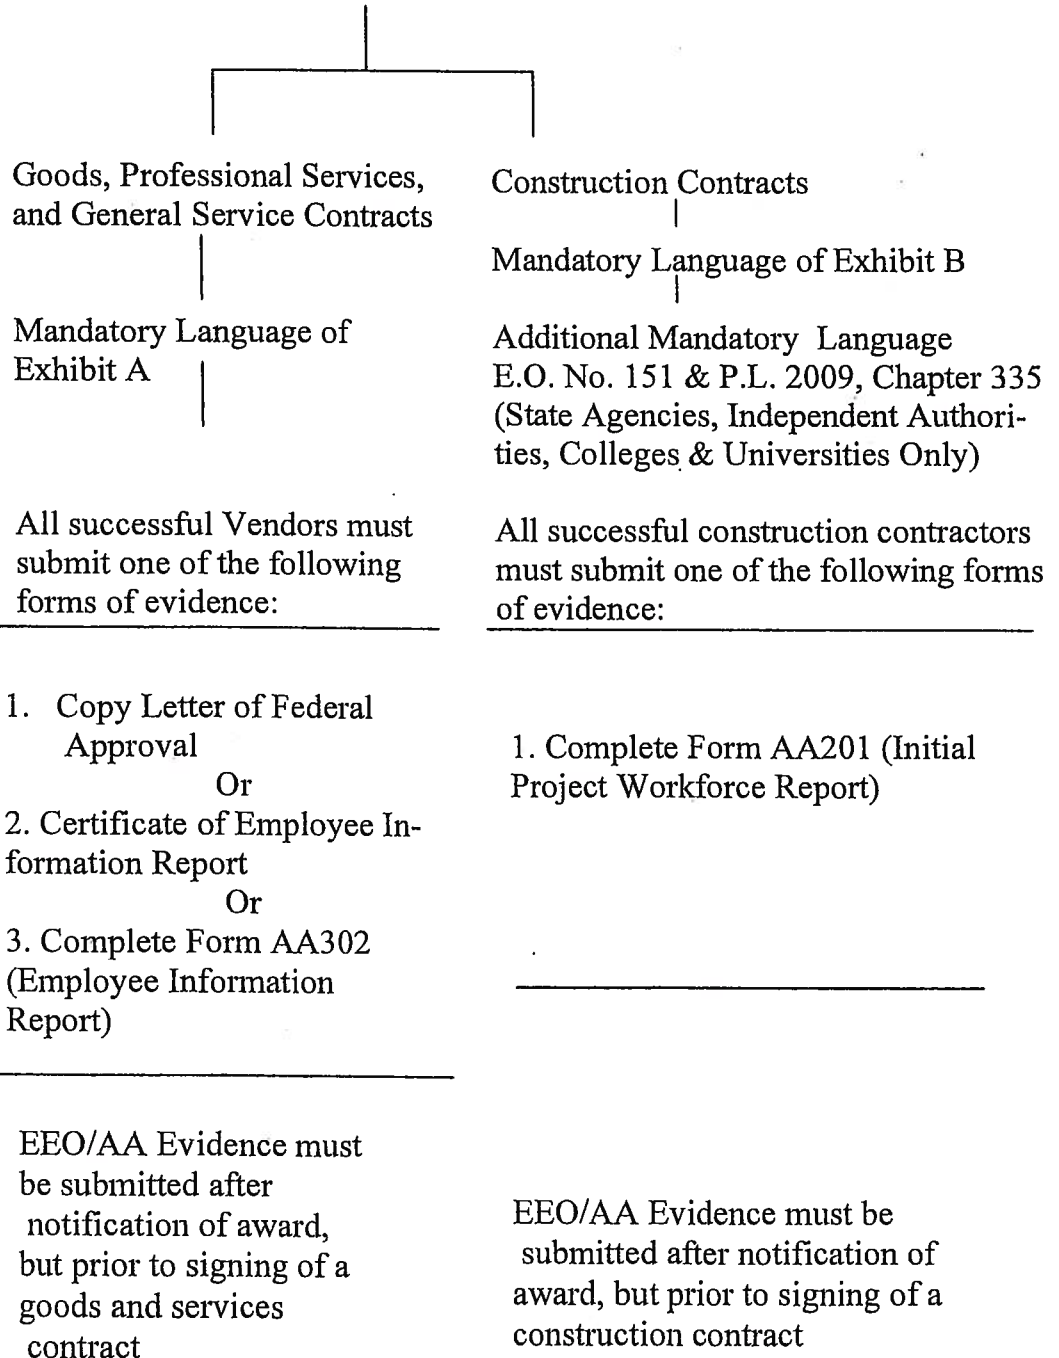 Goods, Professional Services,
and General Service Contracts
Mandatory Language of
Exhibit A
All successful Vendors must
submit one of the following
forms of evidence:
1. Copy Letter of Federal
Approval
Or
2. Certificate of Employee In-
formation Report
Or
3. Complete Form AA302
(Employee Information
Report)
EEO/AA Evidence must
be submitted after
notification of award,
but prior to signing of a
goods and services
contract
Construction Contracts
Mandatory Language of Exhibit B
Additional Mandatory Language
E.O. No. 151 & P.L. 2009, Chapter 335
(State Agencies, Independent Authori-
ties, Colleges & Universities Only)
All successful construction contractors
must submit one of the following forms
of evidence:
1. Complete Form AA201 (Initial
Project Workforce Report)
EEO/AA Evidence must be
submitted after notification of
award, but prior to signing of a
construction contract